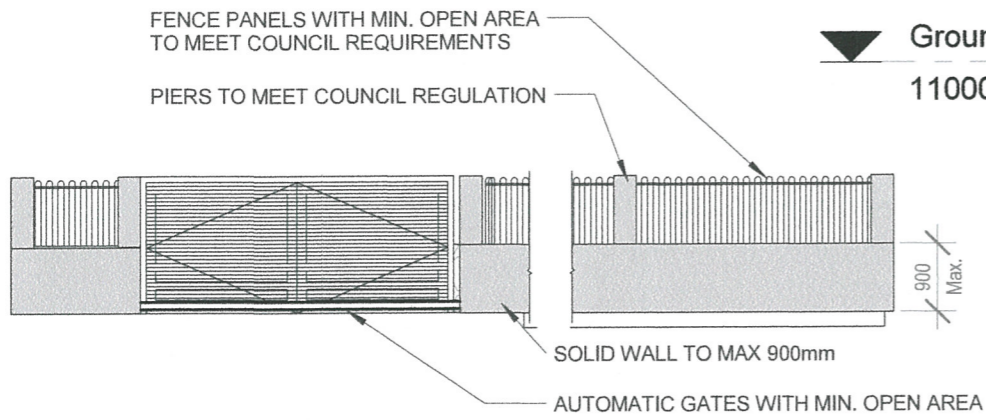 FENCE PANELS WITH MIN. OPEN AREA
TO MEET COUNCIL REQUIREMENTS
PIERS TO MEET COUNCIL REGULATION
11000
900
Max.
SOLID WALL TO MAX 900mm
AUTOMATIC GATES WITH MIN. OPEN AREA